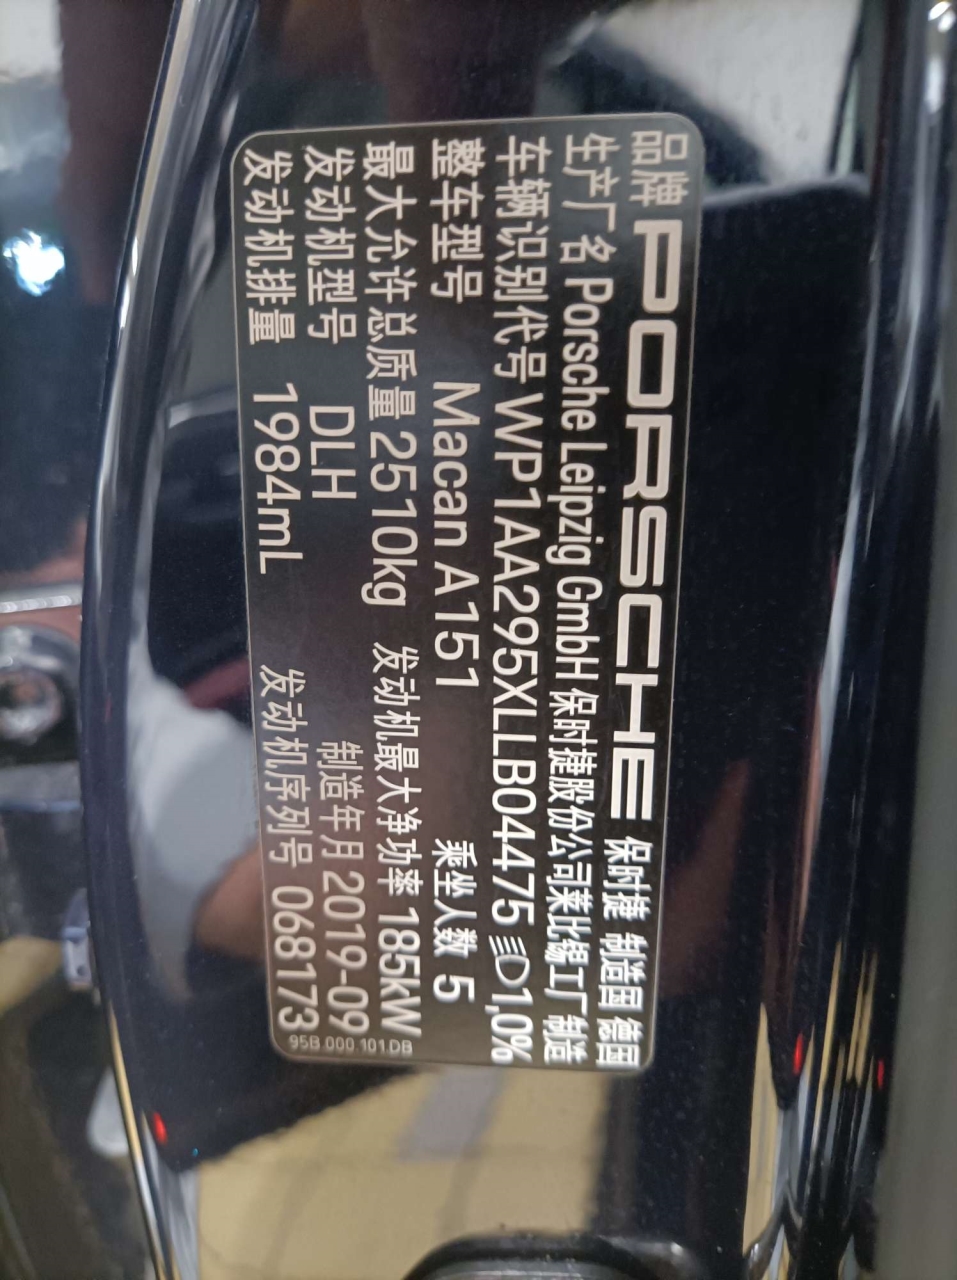 品牌 PORSCHE 保时捷 制造国 德国
生产厂名 Porsche Leipzig GmbH 保时捷股份公司莱比锡工厂 制造
车辆识别代号 WP1AA295XLLB04475 1,0%
整车型号 Macan A151 乘坐人数 5
最大允许总质量 2510kg 发动机最大净功率 185kW
发动机型号 DLH 制造年月 2019-09
发动机排量 1984mL 发动机序列号 068173
95B.000.101.DB